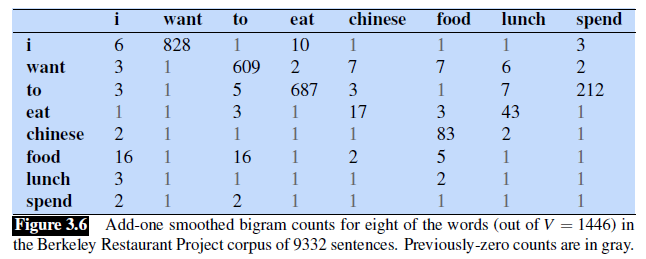 i want to eat chinese food lunch spend
i 6 828 1 10 1 1 1 3
want 3 1 609 2 7 7 6 2
to 3 1 5 687 3 1 7 212
eat 1 1 3 1 17 3 43 1
chinese 2 1 1 1 1 83 2 1
food 16 1 16 1 2 5 1 1
lunch 3 1 1 1 1 2 1 1
spend 2 1 2 1 1 1 1 1
Figure 3.6 Add-one smoothed bigram counts for eight of the words (out of V = 1446) in
the Berkeley Restaurant Project corpus of 9332 sentences. Previously-zero counts are in gray.